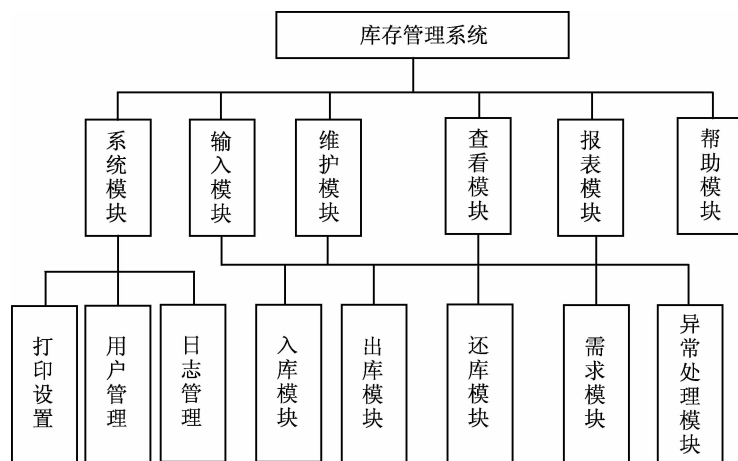 库存管理系统
系统模块
输入模块
维护模块
查看模块
报表模块
帮助模块
打印设置
用户管理
日志管理
入库模块
出库模块
还库模块
需求模块
异常处理模块